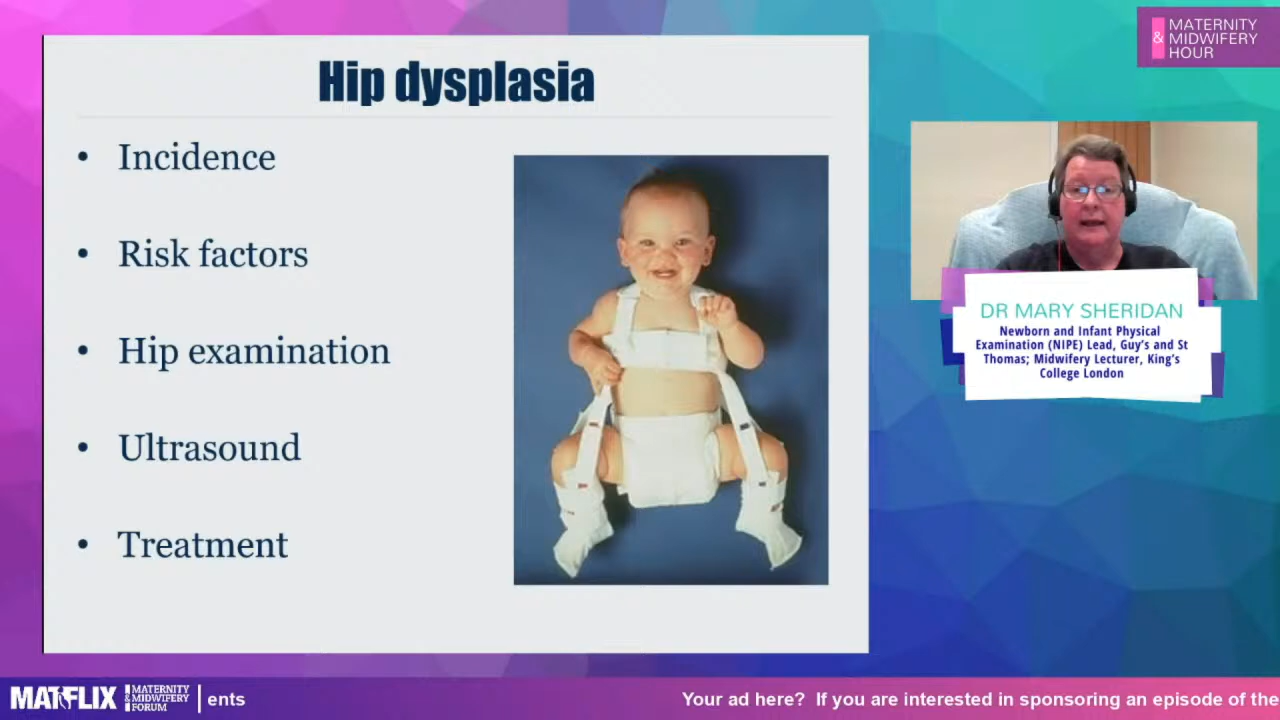 Hip dysplasia
• Incidence
• Risk factors
• Hip examination
• Ultrasound
• Treatment
MATERNITY
& MIDWIFERY
HOUR
DR MARY SHERIDAN
Newborn and Infant Physical
Examination (NIPE) Lead, Guy's and St
Thomas; Midwifery Lecturer, King's
College London
MATFLIX
MATERNITY
& MIDWIFERY
FORUM
ents
Your ad here? If you are interested in sponsoring an episode of the